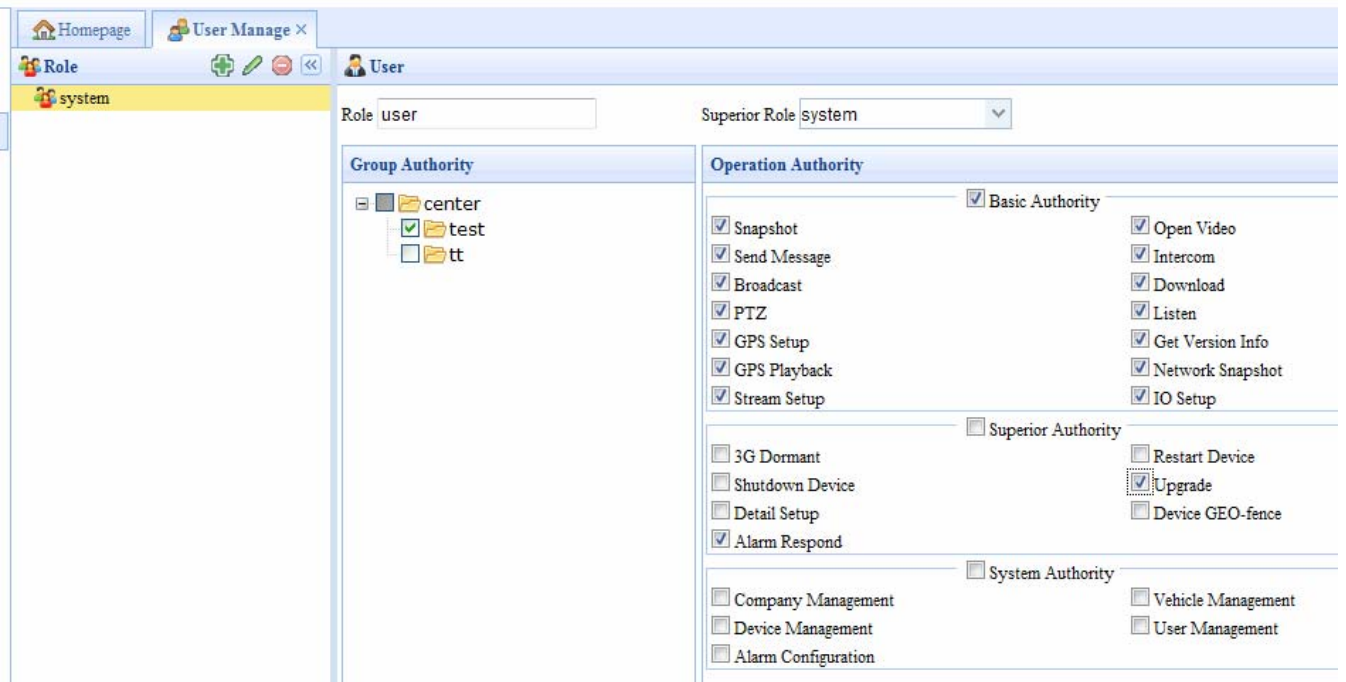 Homepage User Manage ×
Role
User
system
Role user Superior Role system
Group Authority
Operation Authority
center
test
tt
Basic Authority
Snapshot Open Video
Send Message Intercom
Broadcast Download
PTZ Listen
GPS Setup Get Version Info
GPS Playback Network Snapshot
Stream Setup IO Setup
Superior Authority
3G Dormant Restart Device
Shutdown Device Upgrade
Detail Setup Device GEO-fence
Alarm Respond
System Authority
Company Management Vehicle Management
Device Management User Management
Alarm Configuration